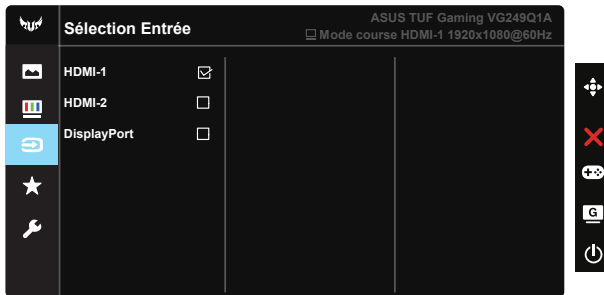 Sélection Entrée
ASUS TUF Gaming VG249Q1A
Mode course HDMI-1 1920x1080@60Hz
HDMI-1
HDMI-2
DisplayPort
G